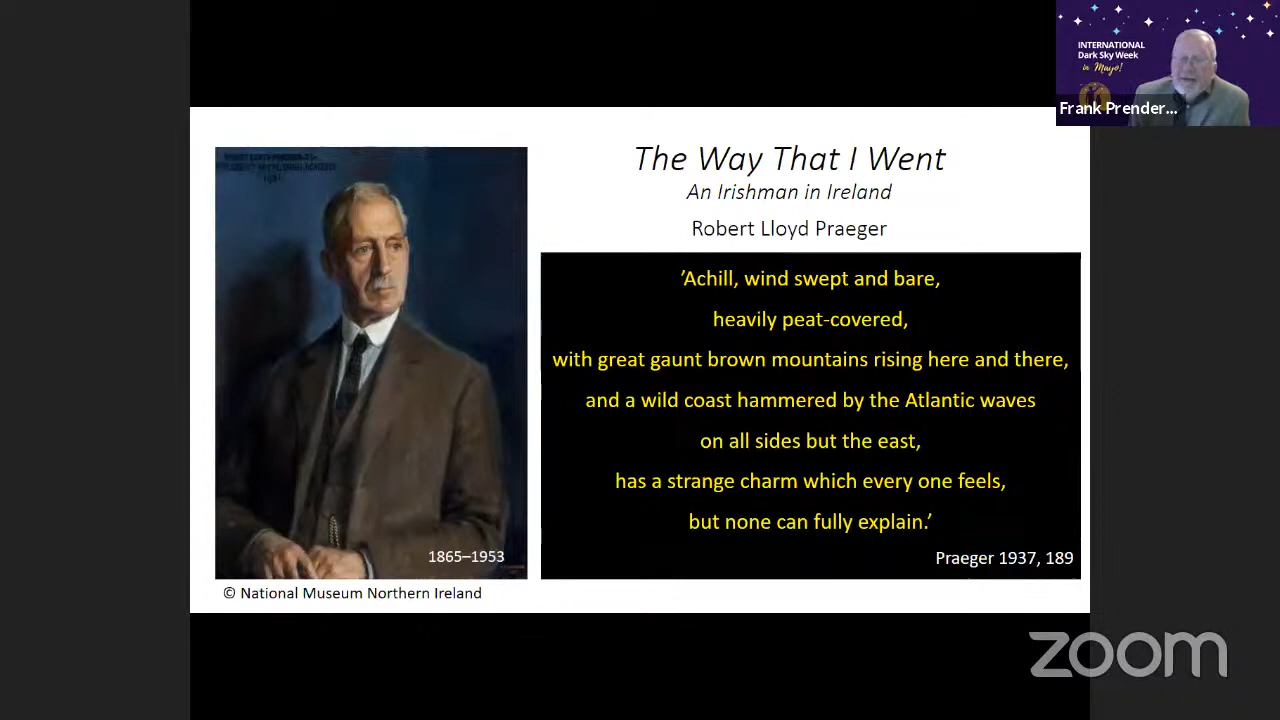 INTERNATIONAL
Dark Sky Week
in Mayo!
Frank Prender...
The Way That I Went
An Irishman in Ireland
Robert Lloyd Praeger
'Achill, wind swept and bare,
heavily peat-covered,
with great gaunt brown mountains rising here and there,
and a wild coast hammered by the Atlantic waves
on all sides but the east,
has a strange charm which every one feels,
but none can fully explain.'
Praeger 1937, 189
1865–1953
© National Museum Northern Ireland
zoom